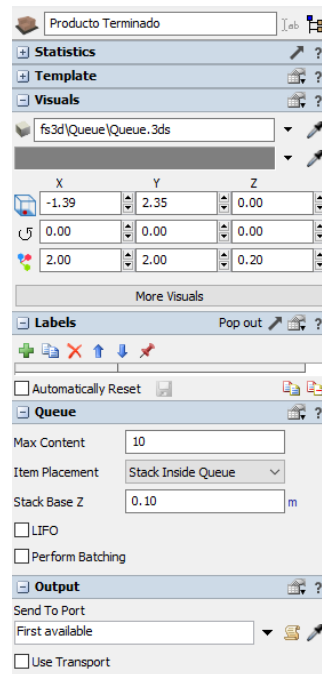 Producto Terminado
Statistics ?
Template ?
Visuals ?
fs3d\Queue\Queue.3ds
X Y Z
-1.39 2.35 0.00
0.00 0.00 0.00
2.00 2.00 0.20
More Visuals
Labels Pop out ?
Automatically Reset
Queue ?
Max Content 10
Item Placement Stack Inside Queue
Stack Base Z 0.10 m
LIFO
Perform Batching
Output ?
Send To Port
First available
Use Transport